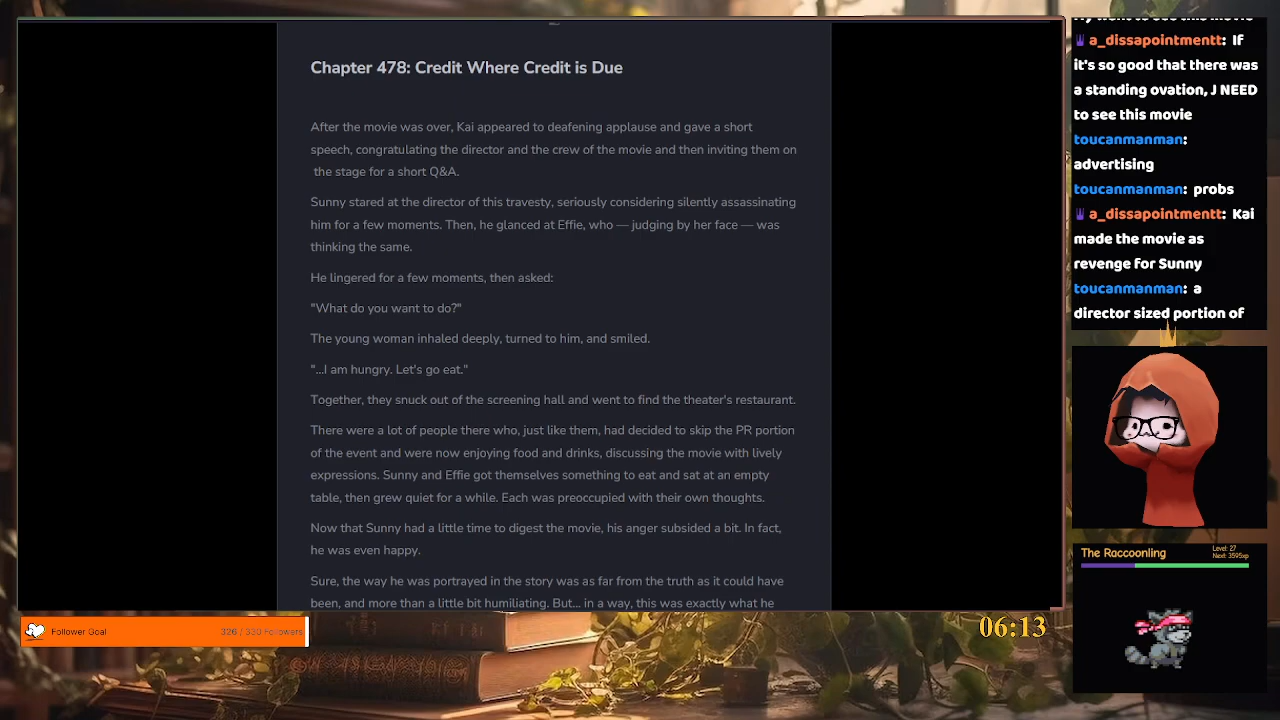 Chapter 478: Credit Where Credit is Due
After the movie was over, Kai appeared to deafening applause and gave a short
speech, congratulating the director and the crew of the movie and then inviting them on
the stage for a short Q&A.
Sunny stared at the director of this travesty, seriously considering silently assassinating
him for a few moments. Then, he glanced at Effie, who — judging by her face — was
thinking the same.
He lingered for a few moments, then asked:
"What do you want to do?"
The young woman inhaled deeply, turned to him, and smiled.
"...I am hungry. Let's go eat."
Together, they snuck out of the screening hall and went to find the theater's restaurant.
There were a lot of people there who, just like them, had decided to skip the PR portion
of the event and were now enjoying food and drinks, discussing the movie with lively
expressions. Sunny and Effie got themselves something to eat and sat at an empty
table, then grew quiet for a while. Each was preoccupied with their own thoughts.
Now that Sunny had a little time to digest the movie, his anger subsided a bit. In fact,
he was even happy.
Sure, the way he was portrayed in the story was as far from the truth as it could have
been, and more than a little bit humiliating. But... in a way, this was exactly what he
a_dissapointmentt: If
it's so good that there was
a standing ovation, J NEED
to see this movie
toucanmanman:
advertising
toucanmanman: probs
a_dissapointmentt: Kai
made the movie as
revenge for Sunny
toucanmanman: a
director sized portion of
The Raccoonling
Level: 27
Next: 3595xp
Follower Goal
326 / 330 Followers
06:13